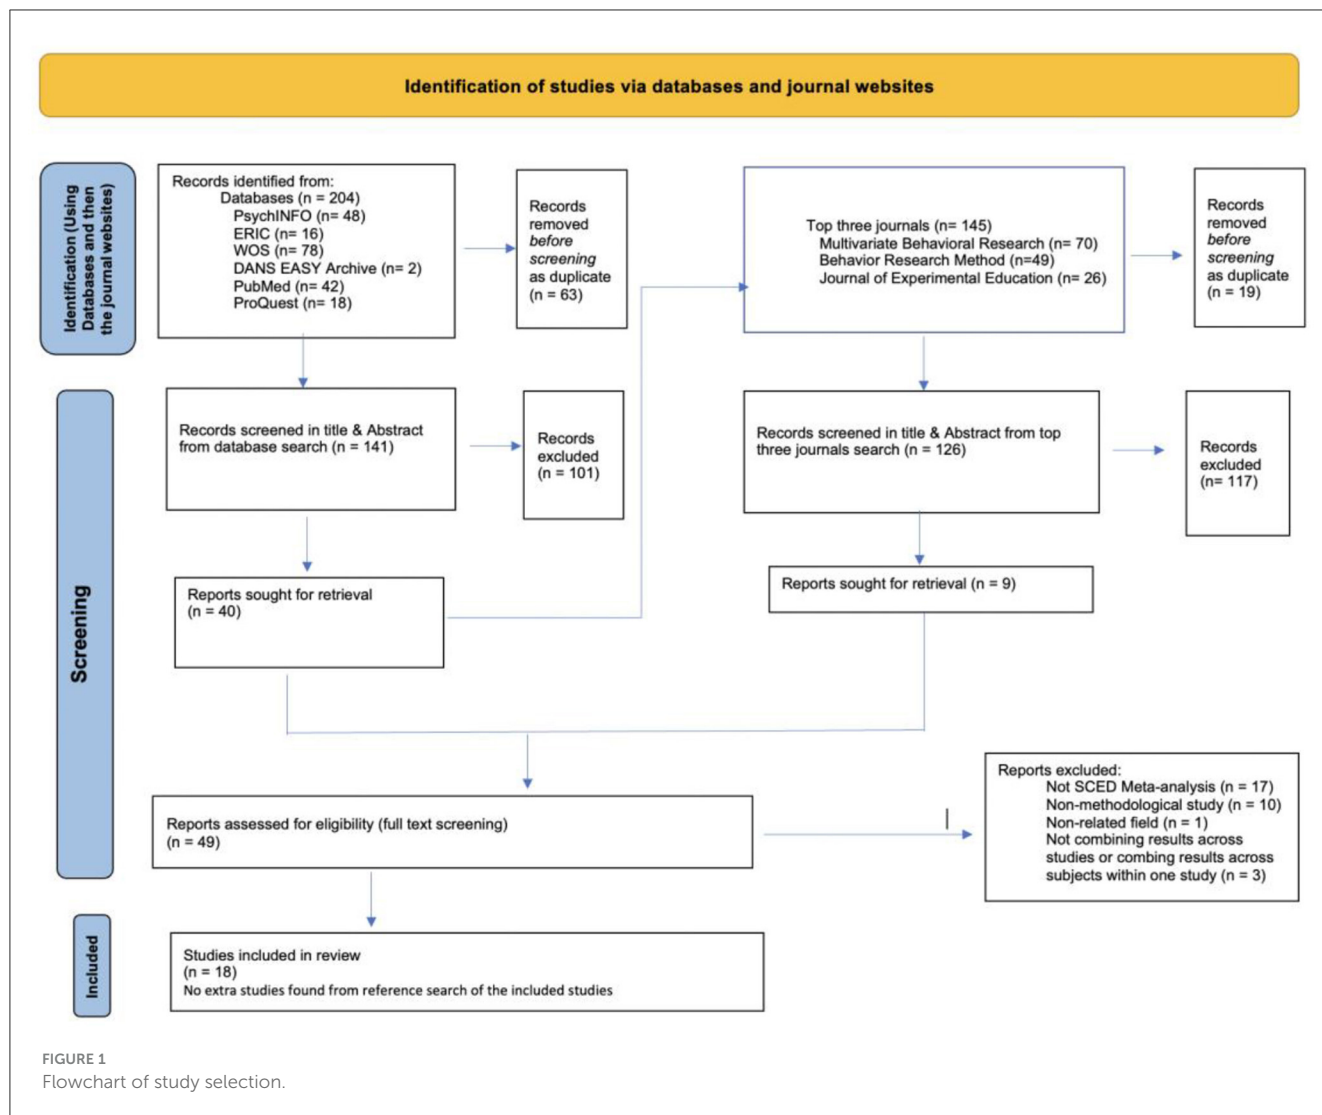 Identification of studies via databases and journal websites
Identification (Using
Databases and then
the journal websites)
Records identified from:
Databases (n = 204)
PsychINFO (n= 48)
ERIC (n= 16)
WOS (n= 78)
DANS EASY Archive (n= 2)
PubMed (n= 42)
ProQuest (n= 18)
Records
removed
before
screening
as duplicate
(n = 63)
Top three journals (n= 145)
Multivariate Behavioral Research (n= 70)
Behavior Research Method (n=49)
Journal of Experimental Education (n= 26)
Records
removed
before
screening
as duplicate
(n = 19)
Screening
Records screened in title & Abstract
from database search (n = 141)
Records
excluded
(n = 101)
Records screened in title & Abstract from top
three journals search (n = 126)
Records
excluded
(n= 117)
Reports sought for retrieval
(n = 40)
Reports sought for retrieval (n = 9)
Reports assessed for eligibility (full text screening)
(n = 49)
Reports excluded:
Not SCED Meta-analysis (n = 17)
Non-methodological study (n = 10)
Non-related field (n = 1)
Not combining results across
studies or combing results across
subjects within one study (n = 3)
Included
Studies included in review
(n = 18)
No extra studies found from reference search of the included studies
FIGURE 1
Flowchart of study selection.